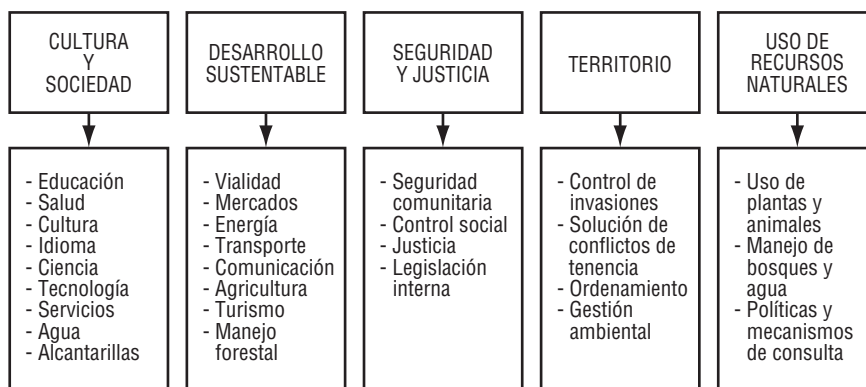 CULTURA
Y
SOCIEDAD
DESARROLLO
SUSTENTABLE
SEGURIDAD
Y JUSTICIA
TERRITORIO
USO DE
RECURSOS
NATURALES
- Educación
- Salud
- Cultura
- Idioma
- Ciencia
- Tecnología
- Servicios
- Agua
- Alcantarillas
- Vialidad
- Mercados
- Energía
- Transporte
- Comunicación
- Agricultura
- Turismo
- Manejo
forestal
- Seguridad
comunitaria
- Control social
- Justicia
- Legislación
interna
- Control de
invasiones
- Solución de
conflictos de
tenencia
- Ordenamiento
- Gestión
ambiental
- Uso de
plantas y
animales
- Manejo de
bosques y
agua
- Políticas y
mecanismos
de consulta